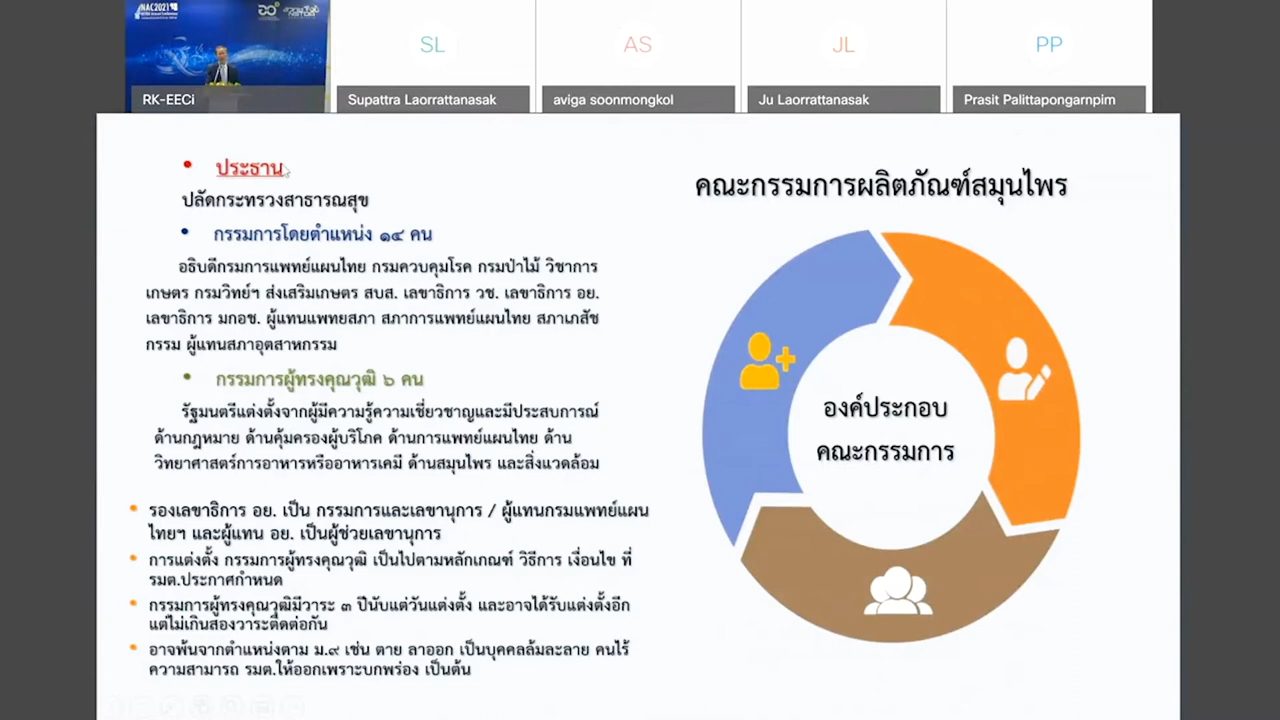 NAC2021
RK-EECi
SL
Supattra Laorrattanasak
AS
aviga soonmongkol
JL
Ju Laorrattanasak
PP
Prasit Palittapongarnpim
• ประธาน
ปลัดกระทรวงสาธารณสุข
• กรรมการโดยตำแหน่ง ๑๔ คน
อธิบดีกรมการแพทย์แผนไทย กรมควบคุมโรค กรมป่าไม้ วิชาการ
เกษตร กรมวิทย์ฯ ส่งเสริมเกษตร สบส. เลขาธิการ วช. เลขาธิการ อย.
เลขาธิการ มกอช. ผู้แทนแพทยสภา สภาการแพทย์แผนไทย สภาเภสัช
กรรม ผู้แทนสภาอุตสาหกรรม
• กรรมการผู้ทรงคุณวุฒิ ๖ คน
รัฐมนตรีแต่งตั้งจากผู้มีความรู้ความเชี่ยวชาญและมีประสบการณ์
ด้านกฎหมาย ด้านคุ้มครองผู้บริโภค ด้านการแพทย์แผนไทย ด้าน
วิทยาศาสตร์การอาหารหรืออาหารเคมี ด้านสมุนไพร และสิ่งแวดล้อม
• รองเลขาธิการ อย. เป็น กรรมการและเลขานุการ / ผู้แทนกรมแพทย์แผน
ไทยฯ และผู้แทน อย. เป็นผู้ช่วยเลขานุการ
• การแต่งตั้ง กรรมการผู้ทรงคุณวุฒิ เป็นไปตามหลักเกณฑ์ วิธีการ เงื่อนไข ที่
รมต.ประกาศกำหนด
• กรรมการผู้ทรงคุณวุฒิมีวาระ ๓ ปีนับแต่วันแต่งตั้ง และอาจได้รับแต่งตั้งอีก
แต่ไม่เกินสองวาระติดต่อกัน
• อาจพ้นจากตำแหน่งตาม ม.๙ เช่น ตาย ลาออก เป็นบุคคลล้มละลาย คนไร้
ความสามารถ รมต.ให้ออกเพราะบกพร่อง เป็นต้น
คณะกรรมการผลิตภัณฑ์สมุนไพร
องค์ประกอบ
คณะกรรมการ